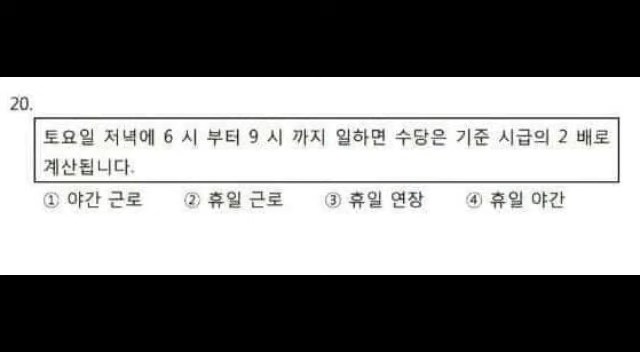 20.
토요일 저녁에 6 시 부터 9 시 까지 일하면 수당은 기준 시급의 2 배로
계산됩니다.
① 야간 근로 ② 휴일 근로 ③ 휴일 연장 ④ 휴일 야간